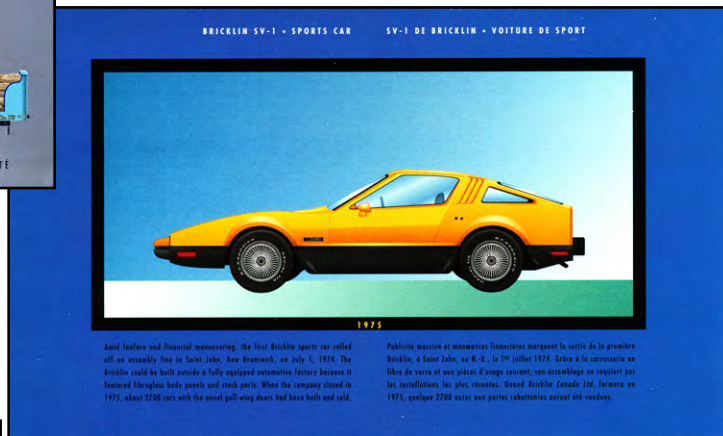 BRICKLIN SV-1 • SPORTS CAR
SV-1 DE BRICKLIN • VOITURE DE SPORT
TÉ
1975
Amid fanfare and financial manoeuvring, the first Bricklin sports car rolled
off an assembly line in Saint John, New Brunswick, on July 1, 1974. The
Bricklin could be built outside a fully equipped automotive factory because it
featured fibreglass body panels and stock parts. When the company closed in
1975, about 2700 cars with the novel gull-wing doors had been built and sold.
Publicité massive et manœuvres financières marquent la sortie de la première
Bricklin, à Saint John, au N.-B., le 1er juillet 1974. Grâce à la carrosserie en
fibre de verre et aux pièces d'usage courant, son assemblage ne requiert pas
les installations les plus récentes. Quand Bricklin Canada Ltd. fermera en
1975, quelque 2700 autos aux portes rabattantes auront été vendues.